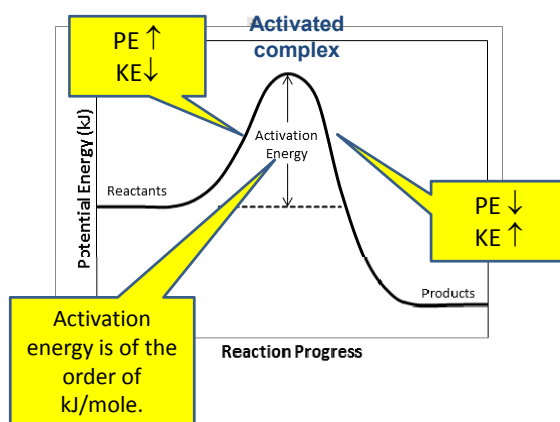 Activated
complex
PE ↑
KE↓
Potential Energy (kJ)
Activation
Energy
Reactants
PE ↓
KE ↑
Products
Activation
energy is of the
order of
kJ/mole.
Reaction Progress